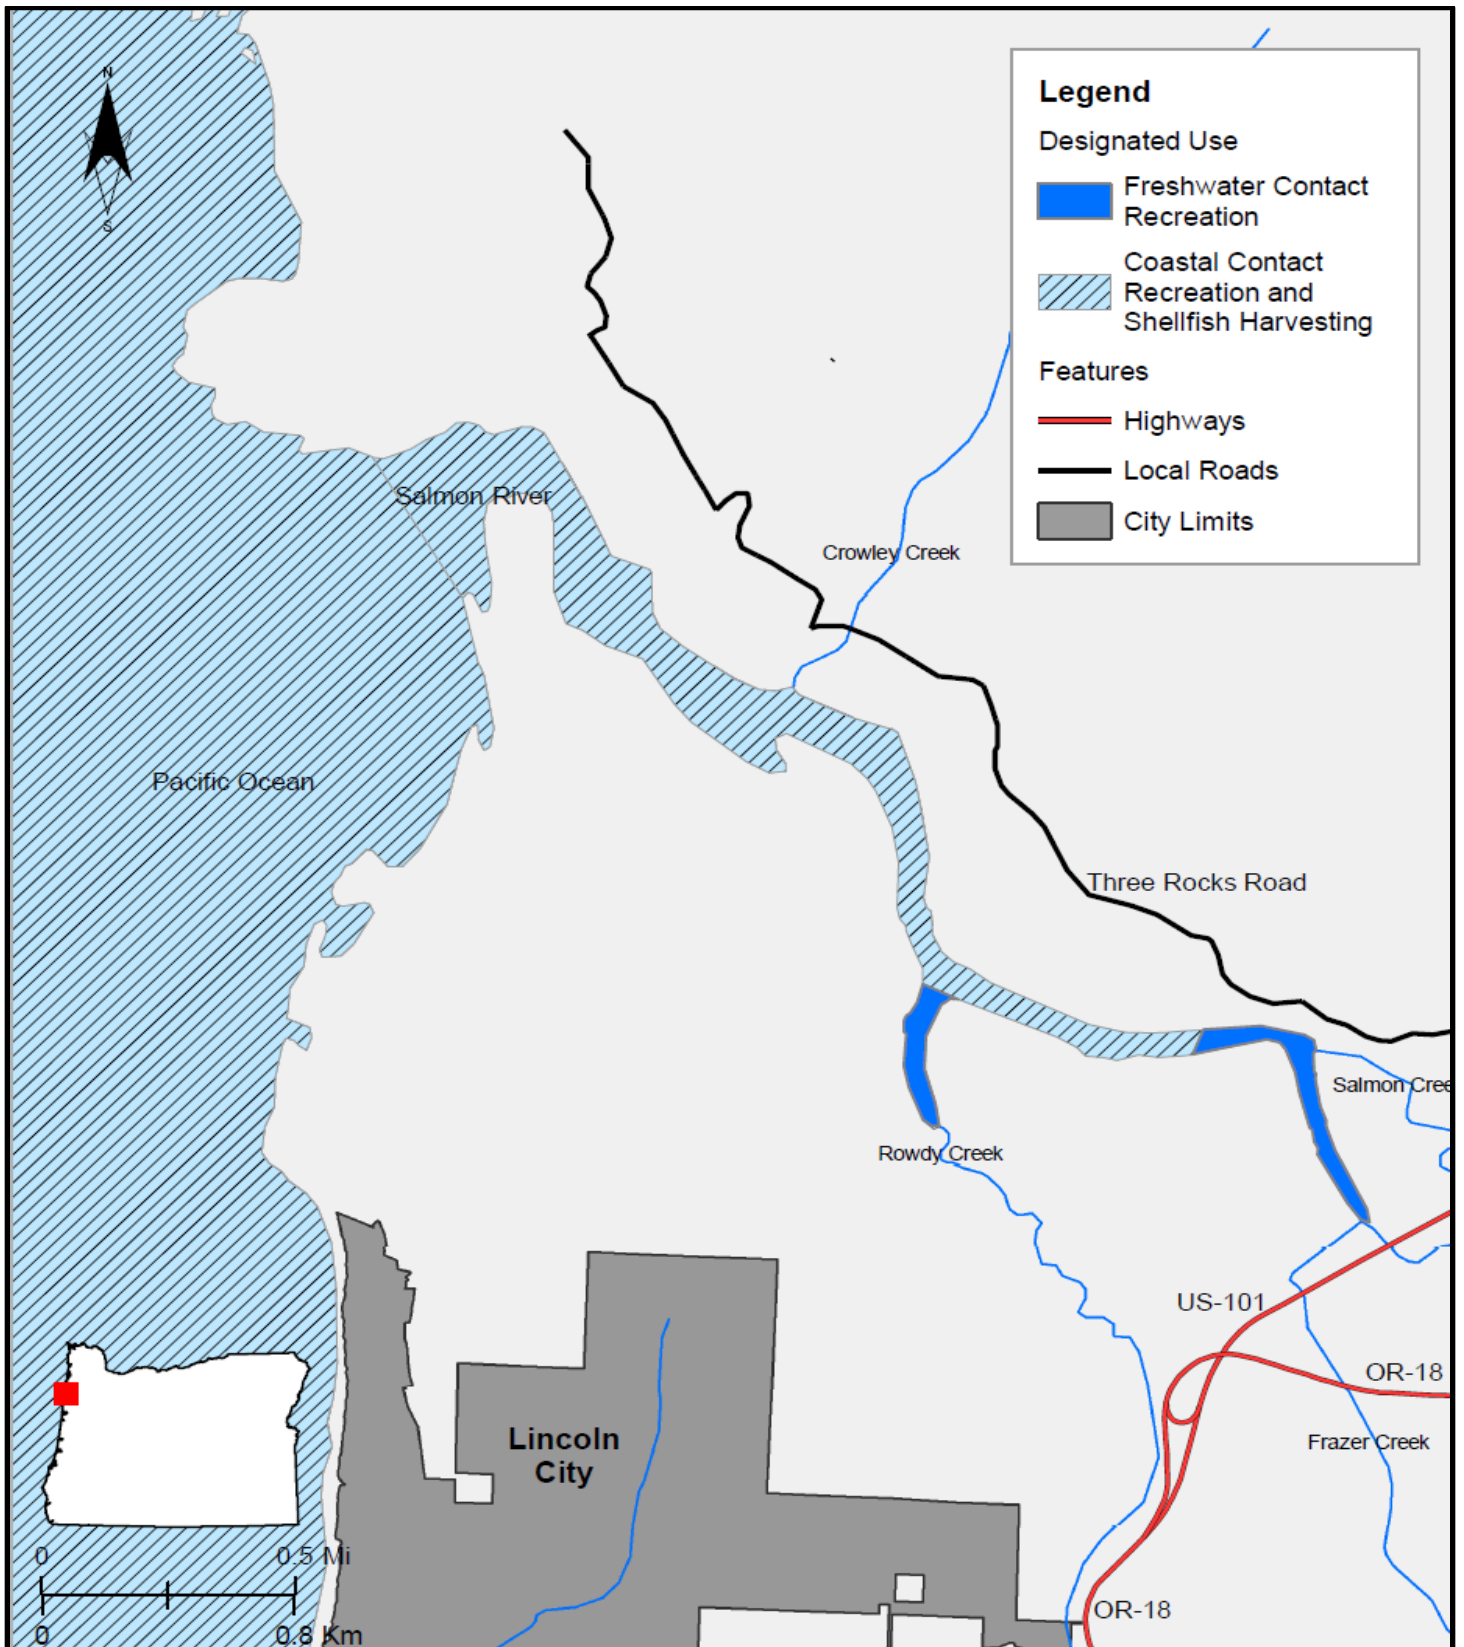 N
S
Legend
Designated Use
Freshwater Contact
Recreation
Coastal Contact
Recreation and
Shellfish Harvesting
Features
Highways
Local Roads
City Limits
Salmon River
Crowley Creek
Pacific Ocean
Three Rocks Road
Salmon Cree
Rowdy Creek
US-101
OR-18
Lincoln
City
Frazer Creek
0
0.5 Mi
OR-18
0
0.8 Km